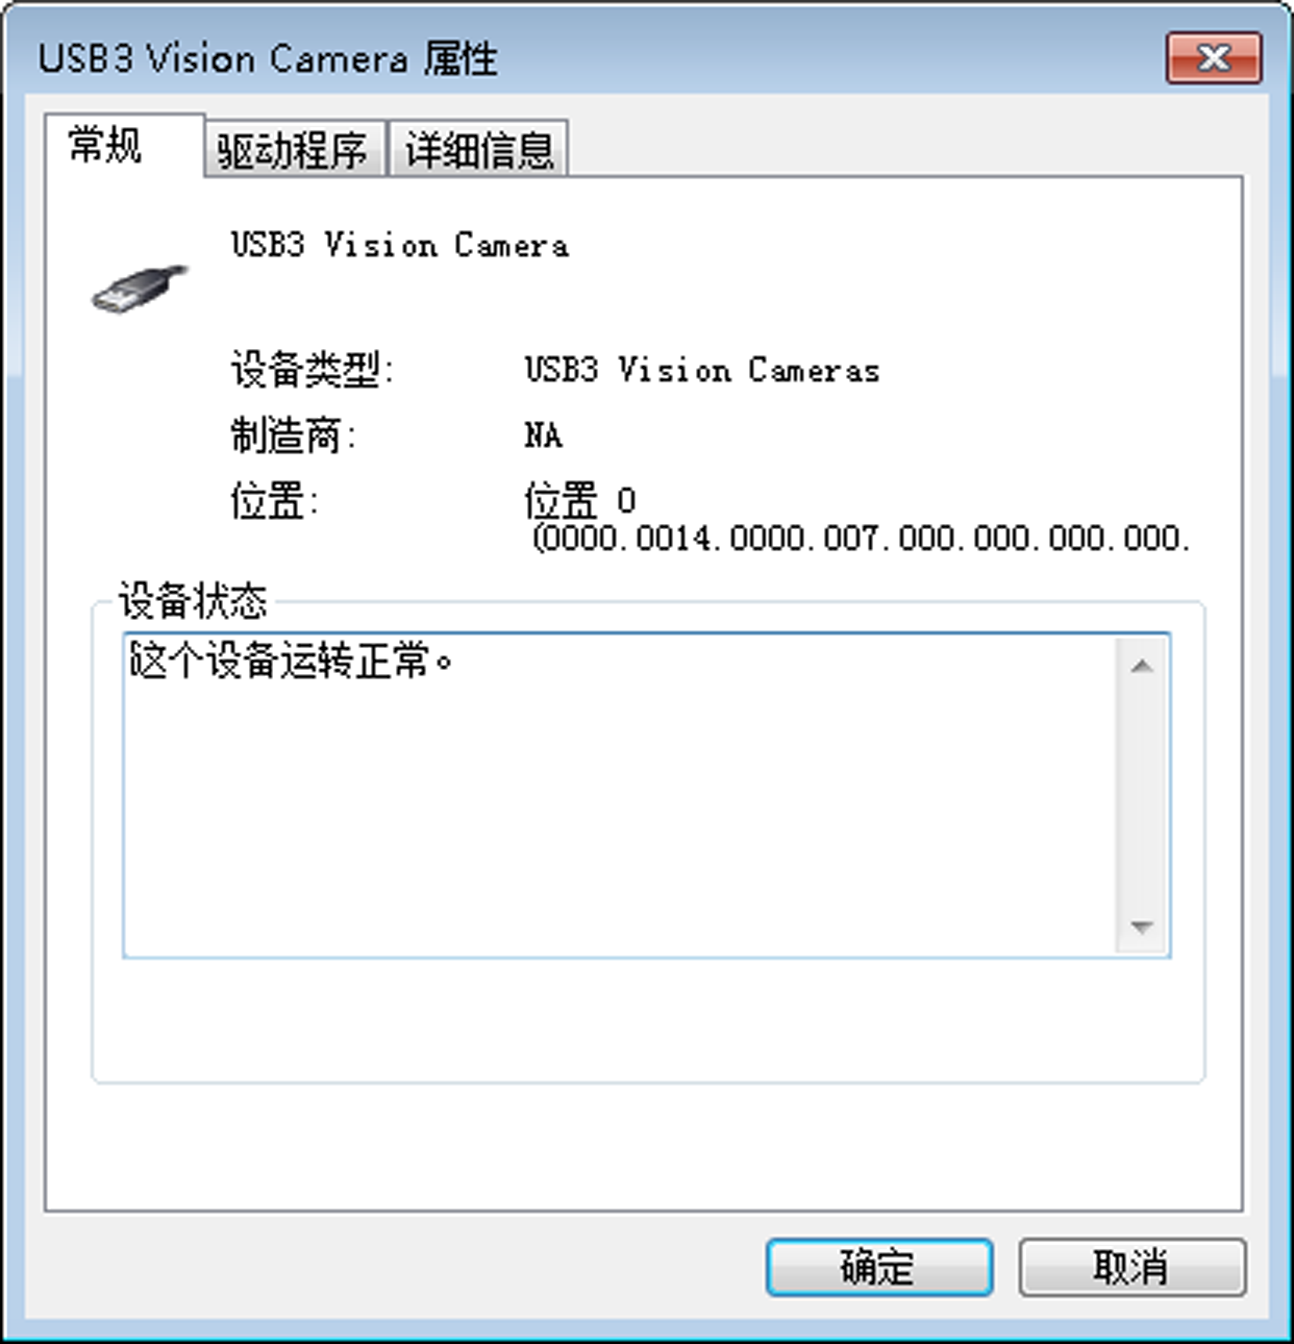 USB3 Vision Camera 属性
常规 驱动程序 详细信息
USB3 Vision Camera
设备类型: USB3 Vision Cameras
制造商: NA
位置: 位置 0
(0000.0014.0000.007.000.000.000.000.
设备状态
这个设备运转正常。
确定 取消